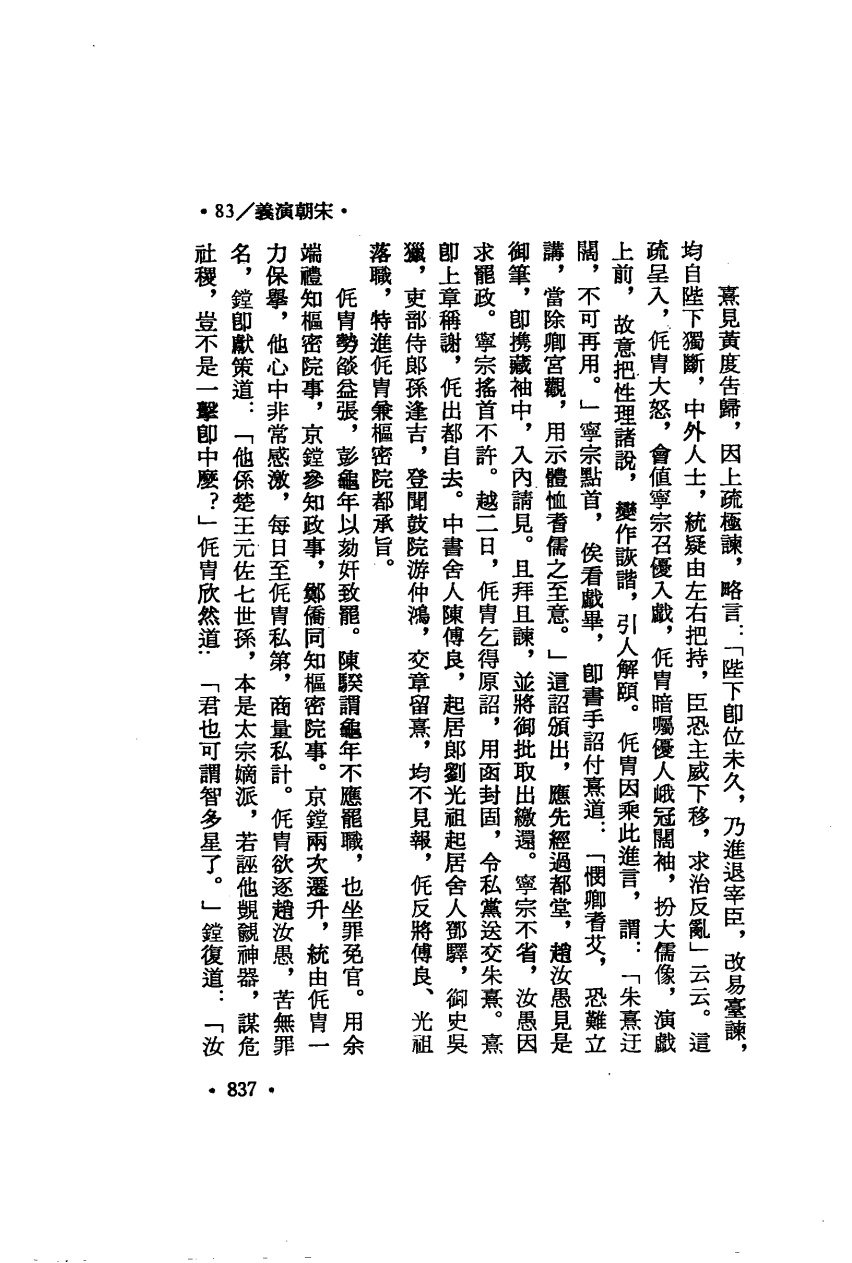 •83/義演朝宋•
熹見黃度告歸，因上疏極諫，略言：「陛下卽位未久，乃進退宰臣，改易臺諫，
均自陛下獨斷，中外人士，統疑由左右把持，臣恐主威下移，求治反亂」云云。這
疏呈入，侂胄大怒，會值寧宗召優入戲，侂胄暗囑優人峨冠闊袖，扮大儒像，演戲
上前，故意把性理諸說，變作詼諧，引人解頤。侂胄因乘此進言，謂：「朱熹迂
闊，不可再用。」寧宗點首，俟看戲畢，卽書手詔付熹道：「憫卿耆艾，恐難立
講，當除卿宮觀，用示體恤耆儒之至意。」這詔頒出，應先經過都堂，趙汝愚見是
御筆，卽携藏袖中，入內請見。且拜且諫，並將御批取出繳還。寧宗不省，汝愚因
求罷政。寧宗搖首不許。越二日，侂胄乞得原詔，用函封固，令私黨送交朱熹。熹
卽上章稱謝，侂出都自去。中書舍人陳傅良，起居郎劉光祖起居舍人鄧驛，御史吳
獵，吏部侍郎孫逢吉，登聞鼓院游仲鴻，交章留熹，均不見報，侂反將傅良、光祖
落職，特進侂胄兼樞密院都承旨。
侂胄勢燄益張，彭龜年以劾奸致罷。陳騤謂龜年不應罷職，也坐罪免官。用余
端禮知樞密院事，京鏜參知政事，鄭僑同知樞密院事。京鏜兩次遷升，統由侂胄一
力保擧，他心中非常感激，每日至侂胄私第，商量私計。侂胄欲逐趙汝愚，苦無罪
名，鏜卽獻策道：「他係楚王元佐七世孫，本是太宗嫡派，若誣他覬覦神器，謀危
社稷，豈不是一擊卽中麼？」侂胄欣然道：「君也可謂智多星了。」鏜復道：「汝
•837•